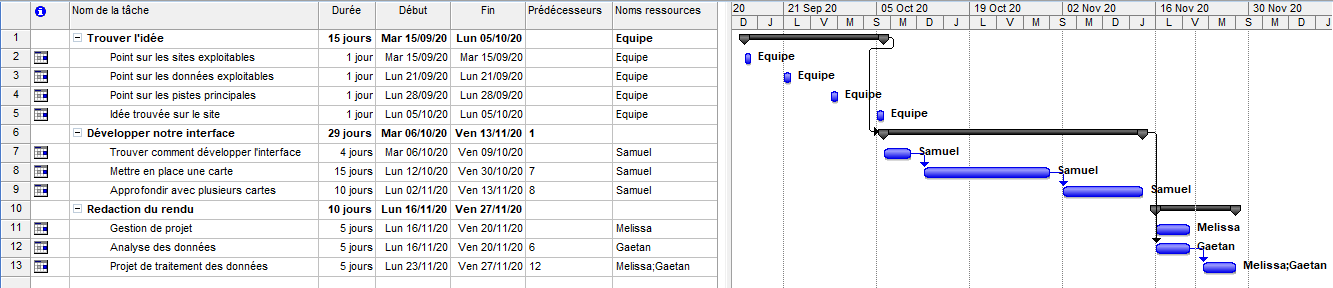 Nom de la tâche Durée Début Fin Prédécesseurs Noms ressources
20 21 Sep 20 05 Oct 20 19 Oct 20 02 Nov 20 16 Nov 20 30 Nov 20
D J V M S D J L V M S D J L V M S D J
1 Trouver l'idée 15 jours Mar 15/09/20 Lun 05/10/20 Equipe
2 Point sur les sites exploitables 1 jour Mar 15/09/20 Mar 15/09/20 Equipe Equipe
3 Point sur les données exploitables 1 jour Lun 21/09/20 Lun 21/09/20 Equipe Equipe
4 Point sur les pistes principales 1 jour Lun 28/09/20 Lun 28/09/20 Equipe Equipe
5 Idée trouvée sur le site 1 jour Lun 05/10/20 Lun 05/10/20 Equipe Equipe
6 Développer notre interface 29 jours Mar 06/10/20 Ven 13/11/20 1
7 Trouver comment développer l'interface 4 jours Mar 06/10/20 Ven 09/10/20 Samuel Samuel
8 Mettre en place une carte 15 jours Lun 12/10/20 Ven 30/10/20 7 Samuel Samuel
9 Approfondir avec plusieurs cartes 10 jours Lun 02/11/20 Ven 13/11/20 8 Samuel Samuel
10 Redaction du rendu 10 jours Lun 16/11/20 Ven 27/11/20
11 Gestion de projet 5 jours Lun 16/11/20 Ven 20/11/20 Melissa Melissa
12 Analyse des données 5 jours Lun 16/11/20 Ven 20/11/20 6 Gaetan Gaetan
13 Projet de traitement des données 5 jours Lun 23/11/20 Ven 27/11/20 12 Melissa;Gaetan Melissa;Gaetan